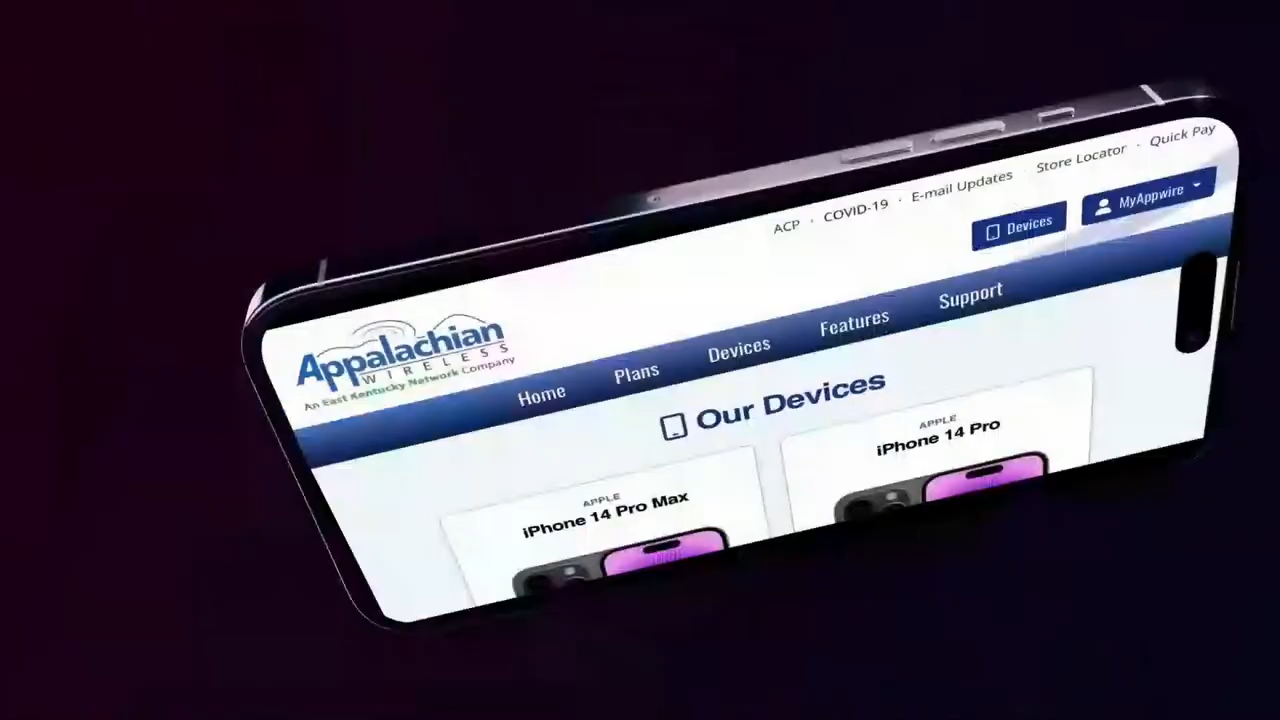 ACP · COVID-19 · E-mail Updates · Store Locator · Quick Pay
Devices
MyAppwire
Appalachian
WIRELESS
An East Kentucky Network Company
Home
Plans
Devices
Features
Support
Our Devices
APPLE
iPhone 14 Pro Max
APPLE
iPhone 14 Pro